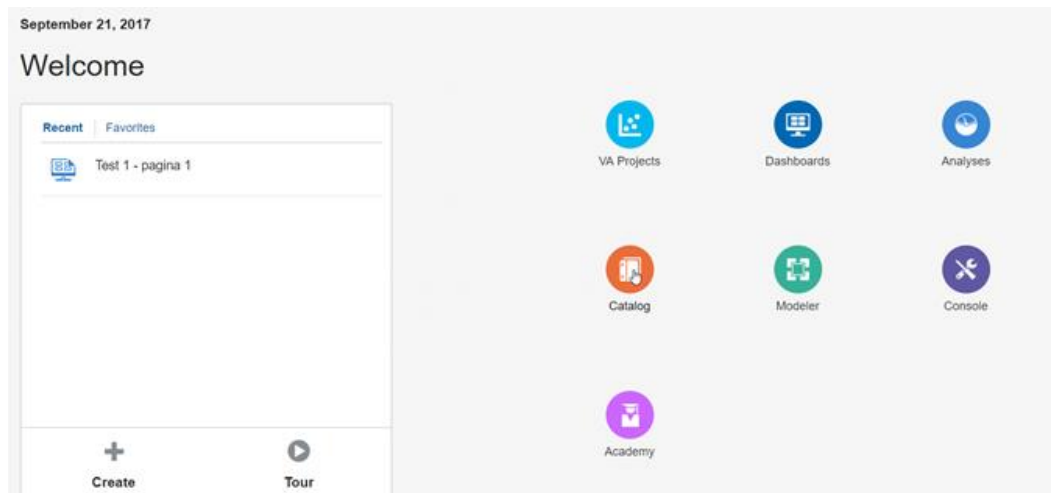 September 21, 2017
Welcome
Recent Favorites
Test 1 - pagina 1
Create Tour
VA Projects Dashboards Analyses
Catalog Modeler Console
Academy